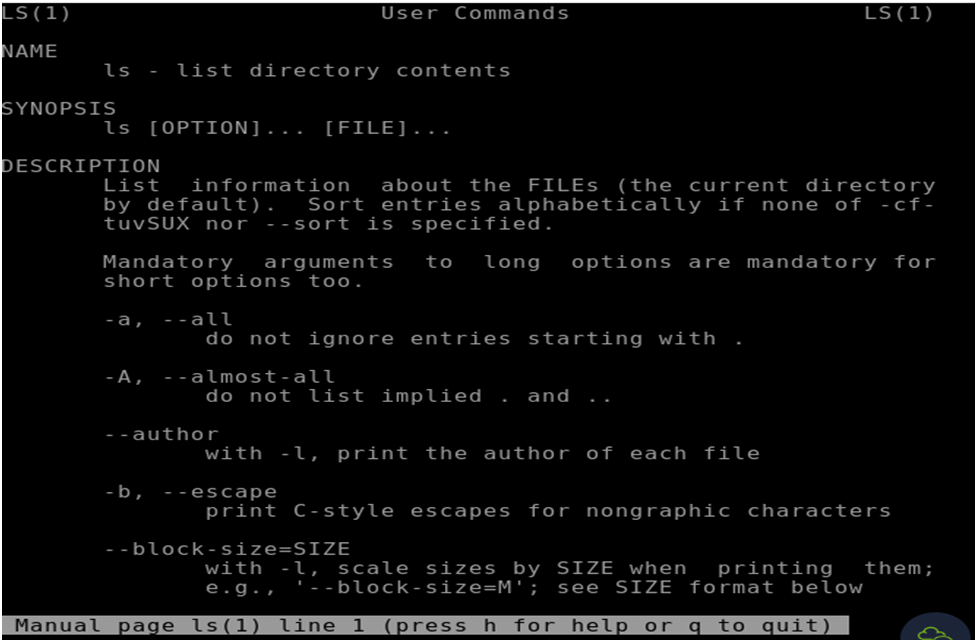 LS(1) User Commands LS(1)
NAME
ls - list directory contents
SYNOPSIS
ls [OPTION]... [FILE]...
DESCRIPTION
List information about the FILEs (the current directory
by default). Sort entries alphabetically if none of -cf-
tuvSUX nor --sort is specified.
Mandatory arguments to long options are mandatory for
short options too.
-a, --all
do not ignore entries starting with .
-A, --almost-all
do not list implied . and ..
--author
with -l, print the author of each file
-b, --escape
print C-style escapes for nongraphic characters
--block-size=SIZE
with -l, scale sizes by SIZE when printing them;
e.g., '--block-size=M'; see SIZE format below
Manual page ls(1) line 1 (press h for help or q to quit)